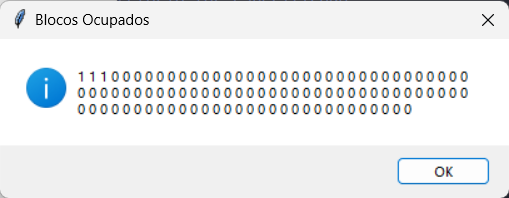 Blocos Ocupados
1 1 1 0 0 0 0 0 0 0 0 0 0 0 0 0 0 0 0 0 0 0 0 0 0 0 0 0 0 0 0 0 0 0 0
0 0 0 0 0 0 0 0 0 0 0 0 0 0 0 0 0 0 0 0 0 0 0 0 0 0 0 0 0 0 0 0 0 0 0
0 0 0 0 0 0 0 0 0 0 0 0 0 0 0 0 0 0 0 0 0 0 0 0 0 0 0 0 0 0
OK